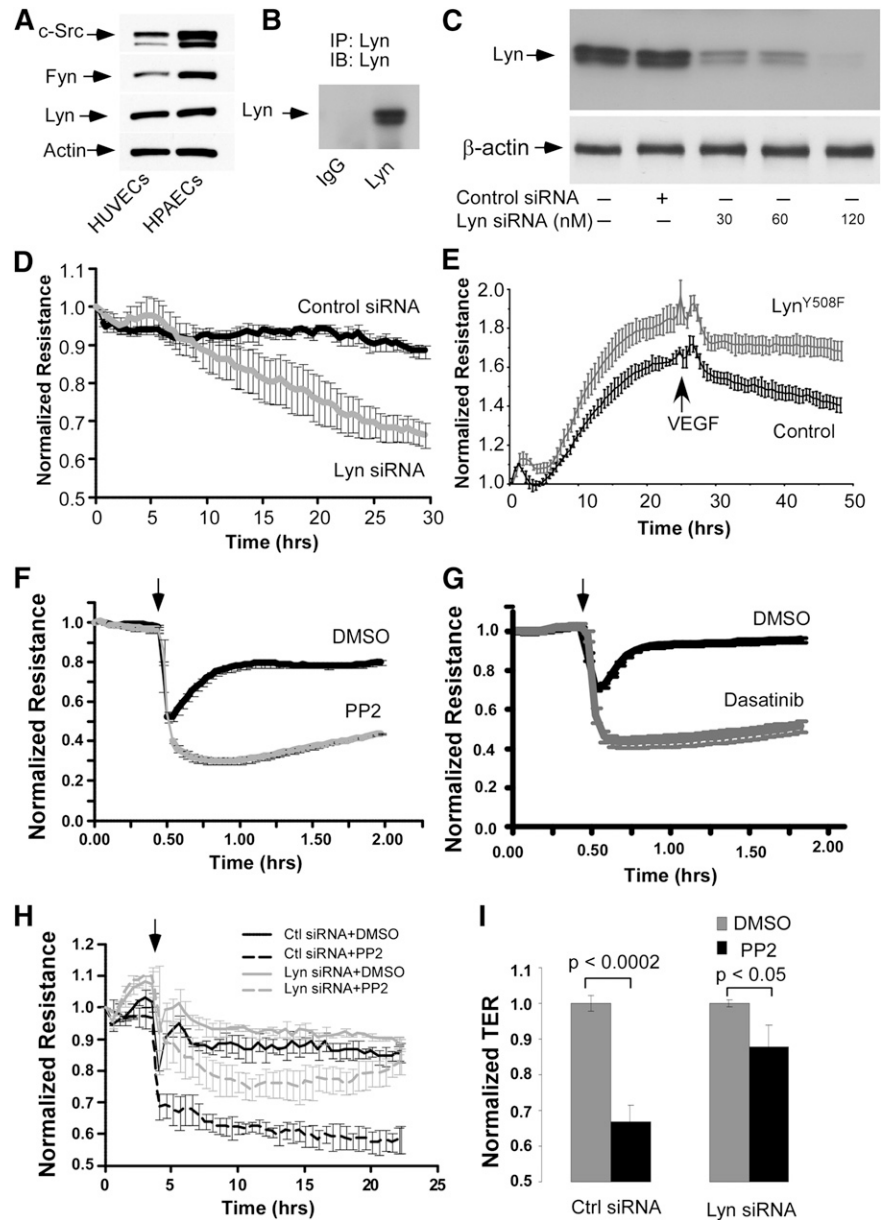 A
c-Src
Fyn
Lyn
Actin
HUVECs
HPAECs
B
IP: Lyn
IB: Lyn
Lyn
IgG
Lyn
C
Lyn
β-actin
Control siRNA – + – – –
Lyn siRNA (nM) – – 30 60 120
D
Normalized Resistance
1.1
1.0
0.9
0.8
0.7
0.6
0.5
Control siRNA
Lyn siRNA
0 5 10 15 20 25 30
Time (hrs)
E
Normalized Resistance
2.0
1.8
1.6
1.4
1.2
1.0
LynY508F
VEGF
Control
0 10 20 30 40 50
Time (hrs)
F
Normalized Resistance
1.0
0.8
0.6
0.4
0.2
0.0
DMSO
PP2
0.00 0.50 1.00 1.50 2.00
Time (hrs)
G
Normalized Resistance
1.0
0.8
0.6
0.4
0.2
0.0
DMSO
Dasatinib
0.00 0.50 1.00 1.50 2.00
Time (hrs)
H
Normalized Resistance
1.2
1.1
1.0
0.9
0.8
0.7
0.6
0.5
Ctl siRNA+DMSO
Ctl siRNA+PP2
Lyn siRNA+DMSO
Lyn siRNA+PP2
0 5 10 15 20 25
Time (hrs)
I
DMSO
PP2
p < 0.0002
p < 0.05
Normalized TER
1.1
1.0
0.9
0.8
0.7
0.6
0.5
Ctrl siRNA
Lyn siRNA